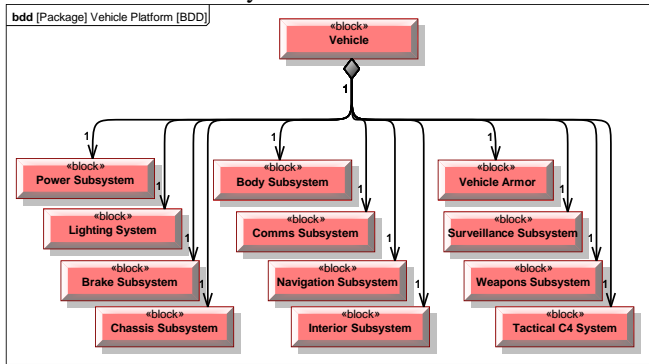 bdd [Package] Vehicle Platform [BDD]
«block»
Vehicle
1
1
1
1
«block»
«block»
«block»
Power Subsystem
Body Subsystem
Vehicle Armor
1
1
1
«block»
«block»
«block»
Lighting System
Comms Subsystem
Surveillance Subsystem
1
1
1
«block»
«block»
«block»
Brake Subsystem
Navigation Subsystem
Weapons Subsystem
1
1
1
«block»
«block»
«block»
Chassis Subsystem
Interior Subsystem
Tactical C4 System